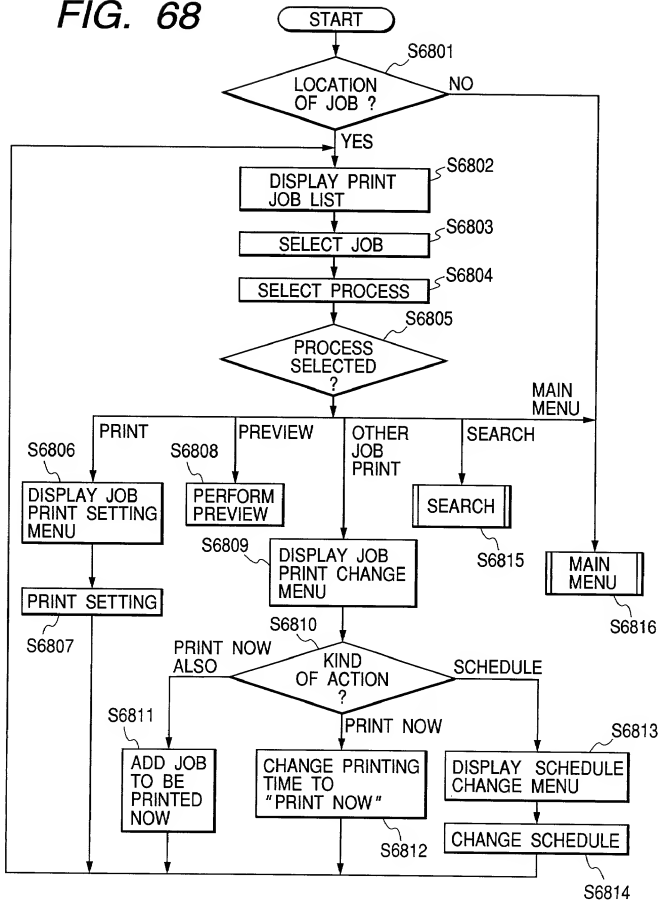 FIG. 68
START
S6801
LOCATION
OF JOB ?
NO
YES
S6802
DISPLAY PRINT
JOB LIST
S6803
SELECT JOB
S6804
SELECT PROCESS
S6805
PROCESS
SELECTED
?
MAIN
MENU
PRINT
PREVIEW
OTHER
JOB
PRINT
SEARCH
S6806
DISPLAY JOB
PRINT SETTING
MENU
S6808
PERFORM
PREVIEW
SEARCH
S6815
S6809
DISPLAY JOB
PRINT CHANGE
MENU
MAIN
MENU
S6816
PRINT SETTING
S6807
S6810
KIND
OF ACTION
?
PRINT NOW
ALSO
SCHEDULE
PRINT NOW
S6811
ADD JOB
TO BE
PRINTED
NOW
CHANGE PRINTING
TIME TO
"PRINT NOW"
S6812
S6813
DISPLAY SCHEDULE
CHANGE MENU
CHANGE SCHEDULE
S6814